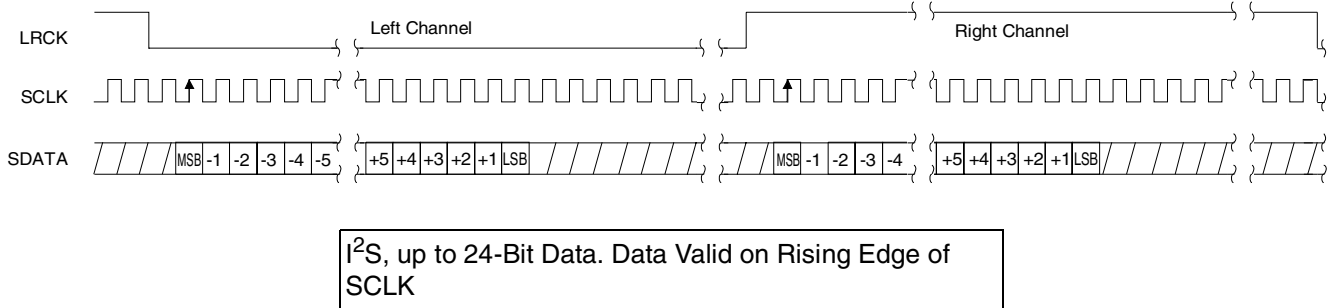 LRCK Left Channel Right Channel
SCLK
SDATA MSB -1 -2 -3 -4 -5 +5 +4 +3 +2 +1 LSB MSB -1 -2 -3 -4 +5 +4 +3 +2 +1 LSB
I²S, up to 24-Bit Data. Data Valid on Rising Edge of
SCLK